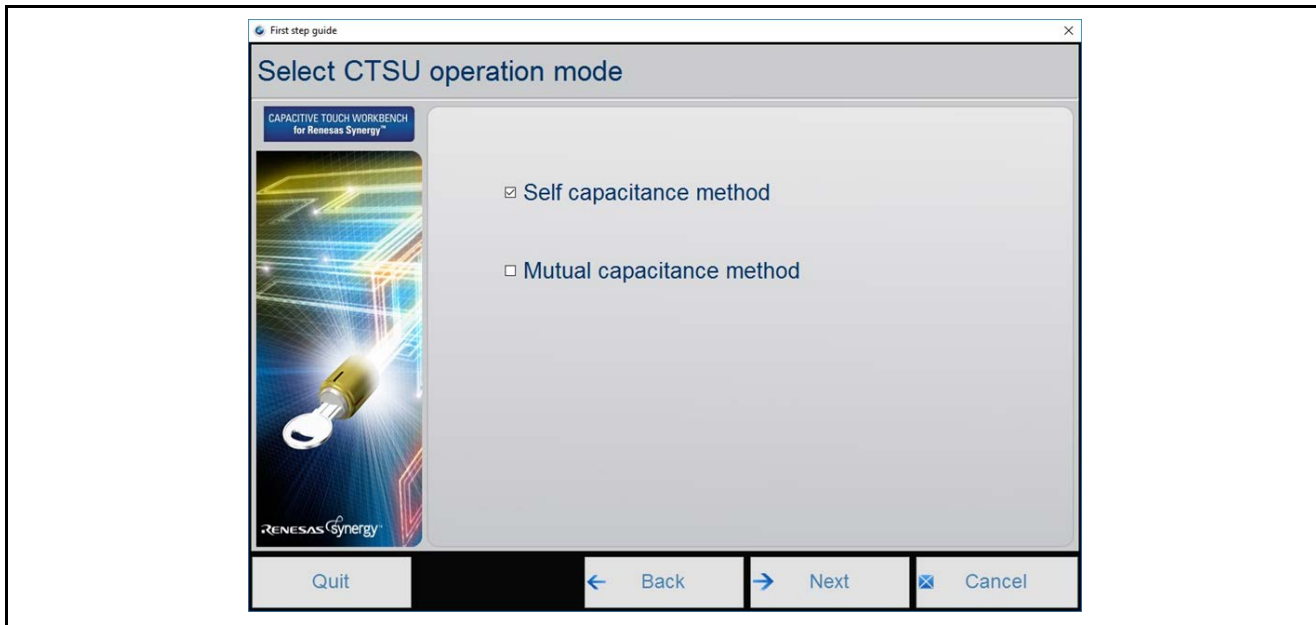 First step guide
Select CTSU operation mode
CAPACITIVE TOUCH WORKBENCH
for Renesas Synergy™
Self capacitance method
Mutual capacitance method
RENESAS Synergy™
Quit
Back
Next
Cancel